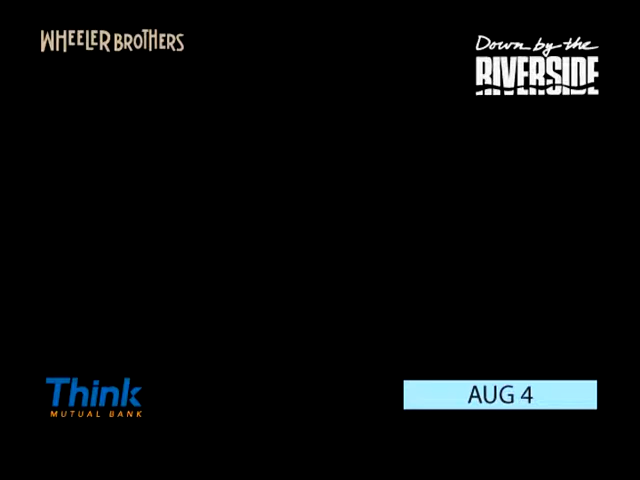 WHEELER BROTHERS
Down by the
RIVERSIDE
Think
MUTUAL BANK
AUG 4